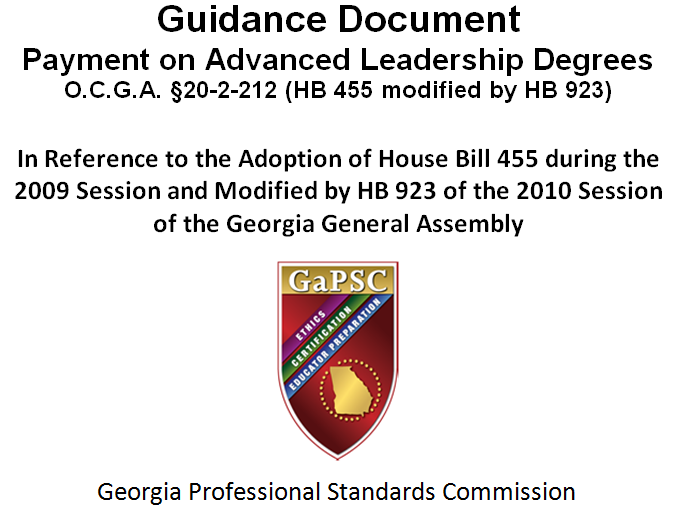 Guidance Document
Payment on Advanced Leadership Degrees
O.C.G.A. §20-2-212 (HB 455 modified by HB 923)
In Reference to the Adoption of House Bill 455 during the
2009 Session and Modified by HB 923 of the 2010 Session
of the Georgia General Assembly
GaPSC
ETHICS
CERTIFICATION
EDUCATOR PREPARATION
Georgia Professional Standards Commission